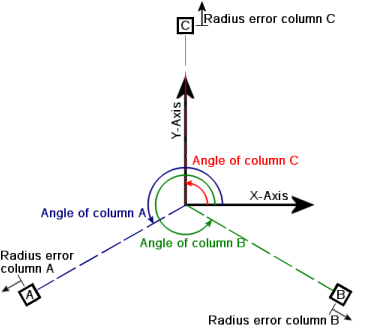 C
Radius error column C
Y-Axis
Angle of column C
X-Axis
Angle of column A
Angle of column B
Radius error
column A
A
B
Radius error column B